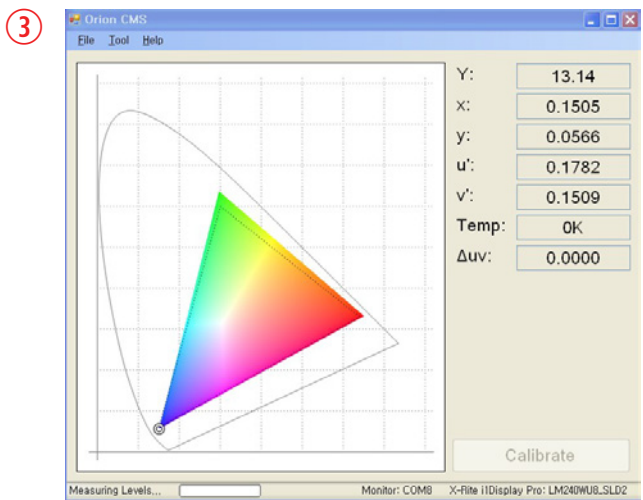 3
Orion CMS
File Tool Help
Y: 13.14
x: 0.1505
y: 0.0566
u': 0.1782
v': 0.1509
Temp: 0K
Δuv: 0.0000
Calibrate
Measuring Levels... Monitor: COM8 X-Rite i1Display Pro: LM240WU8_SLD2